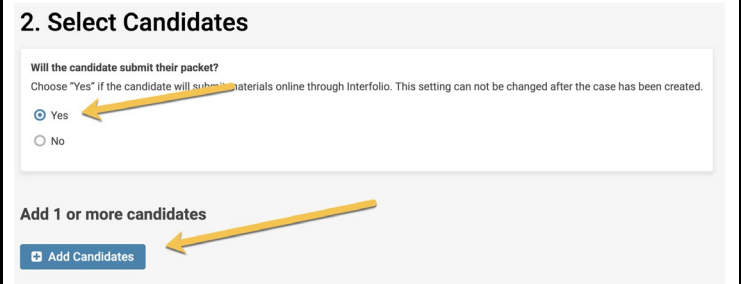 2. Select Candidates
Will the candidate submit their packet?
Choose "Yes" if the candidate will submit materials online through Interfolio. This setting can not be changed after the case has been created.
Yes
No
Add 1 or more candidates
Add Candidates